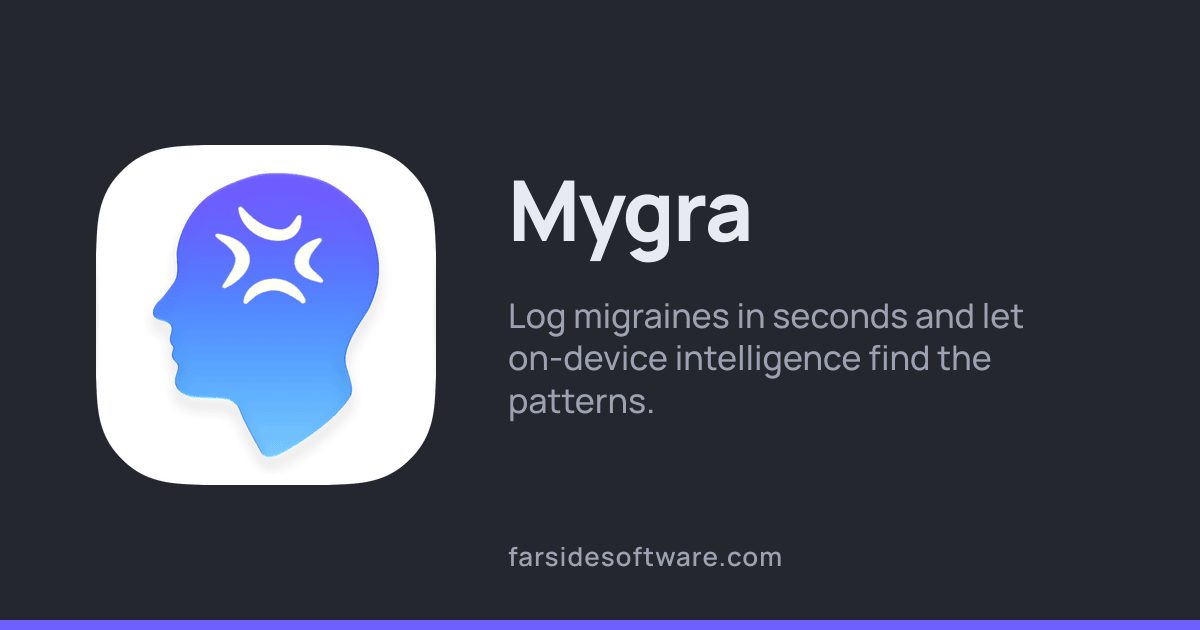 Mygra
Log migraines in seconds and let
on-device intelligence find the
patterns.
farsidesoftware.com